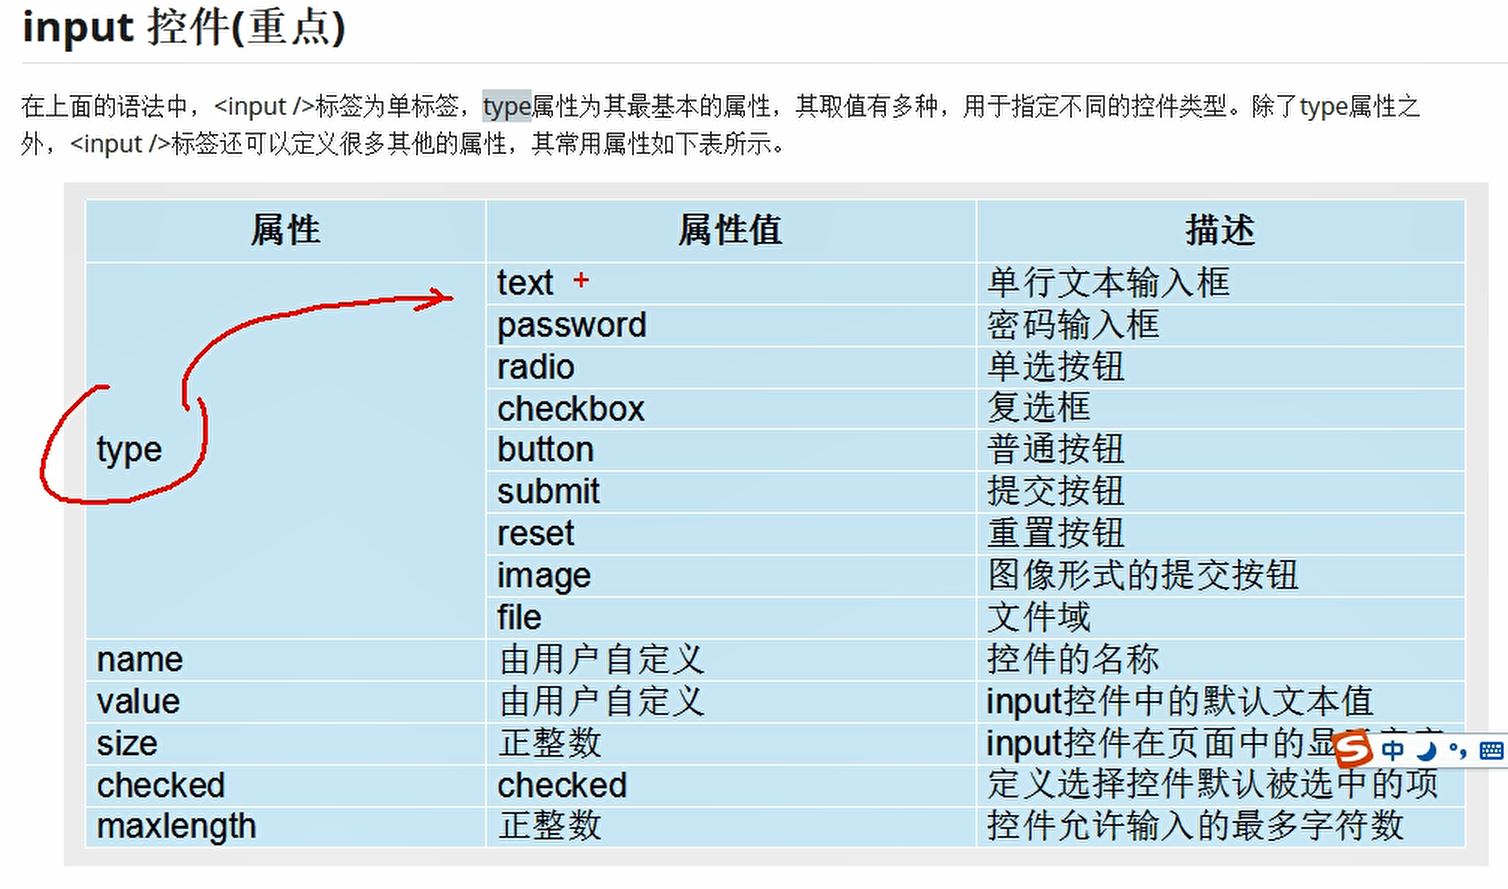 input 控件(重点)
在上面的语法中，<input />标签为单标签，type属性为其最基本的属性，其取值有多种，用于指定不同的控件类型。除了type属性之
外，<input />标签还可以定义很多其他的属性，其常用属性如下表所示。
属性 属性值 描述
text 单行文本输入框
password 密码输入框
radio 单选按钮
checkbox 复选框
type button 普通按钮
submit 提交按钮
reset 重置按钮
image 图像形式的提交按钮
file 文件域
name 由用户自定义 控件的名称
value 由用户自定义 input控件中的默认文本值
size 正整数 input控件在页面中的显
中
checked checked 定义选择控件默认被选中的项
maxlength 正整数 控件允许输入的最多字符数